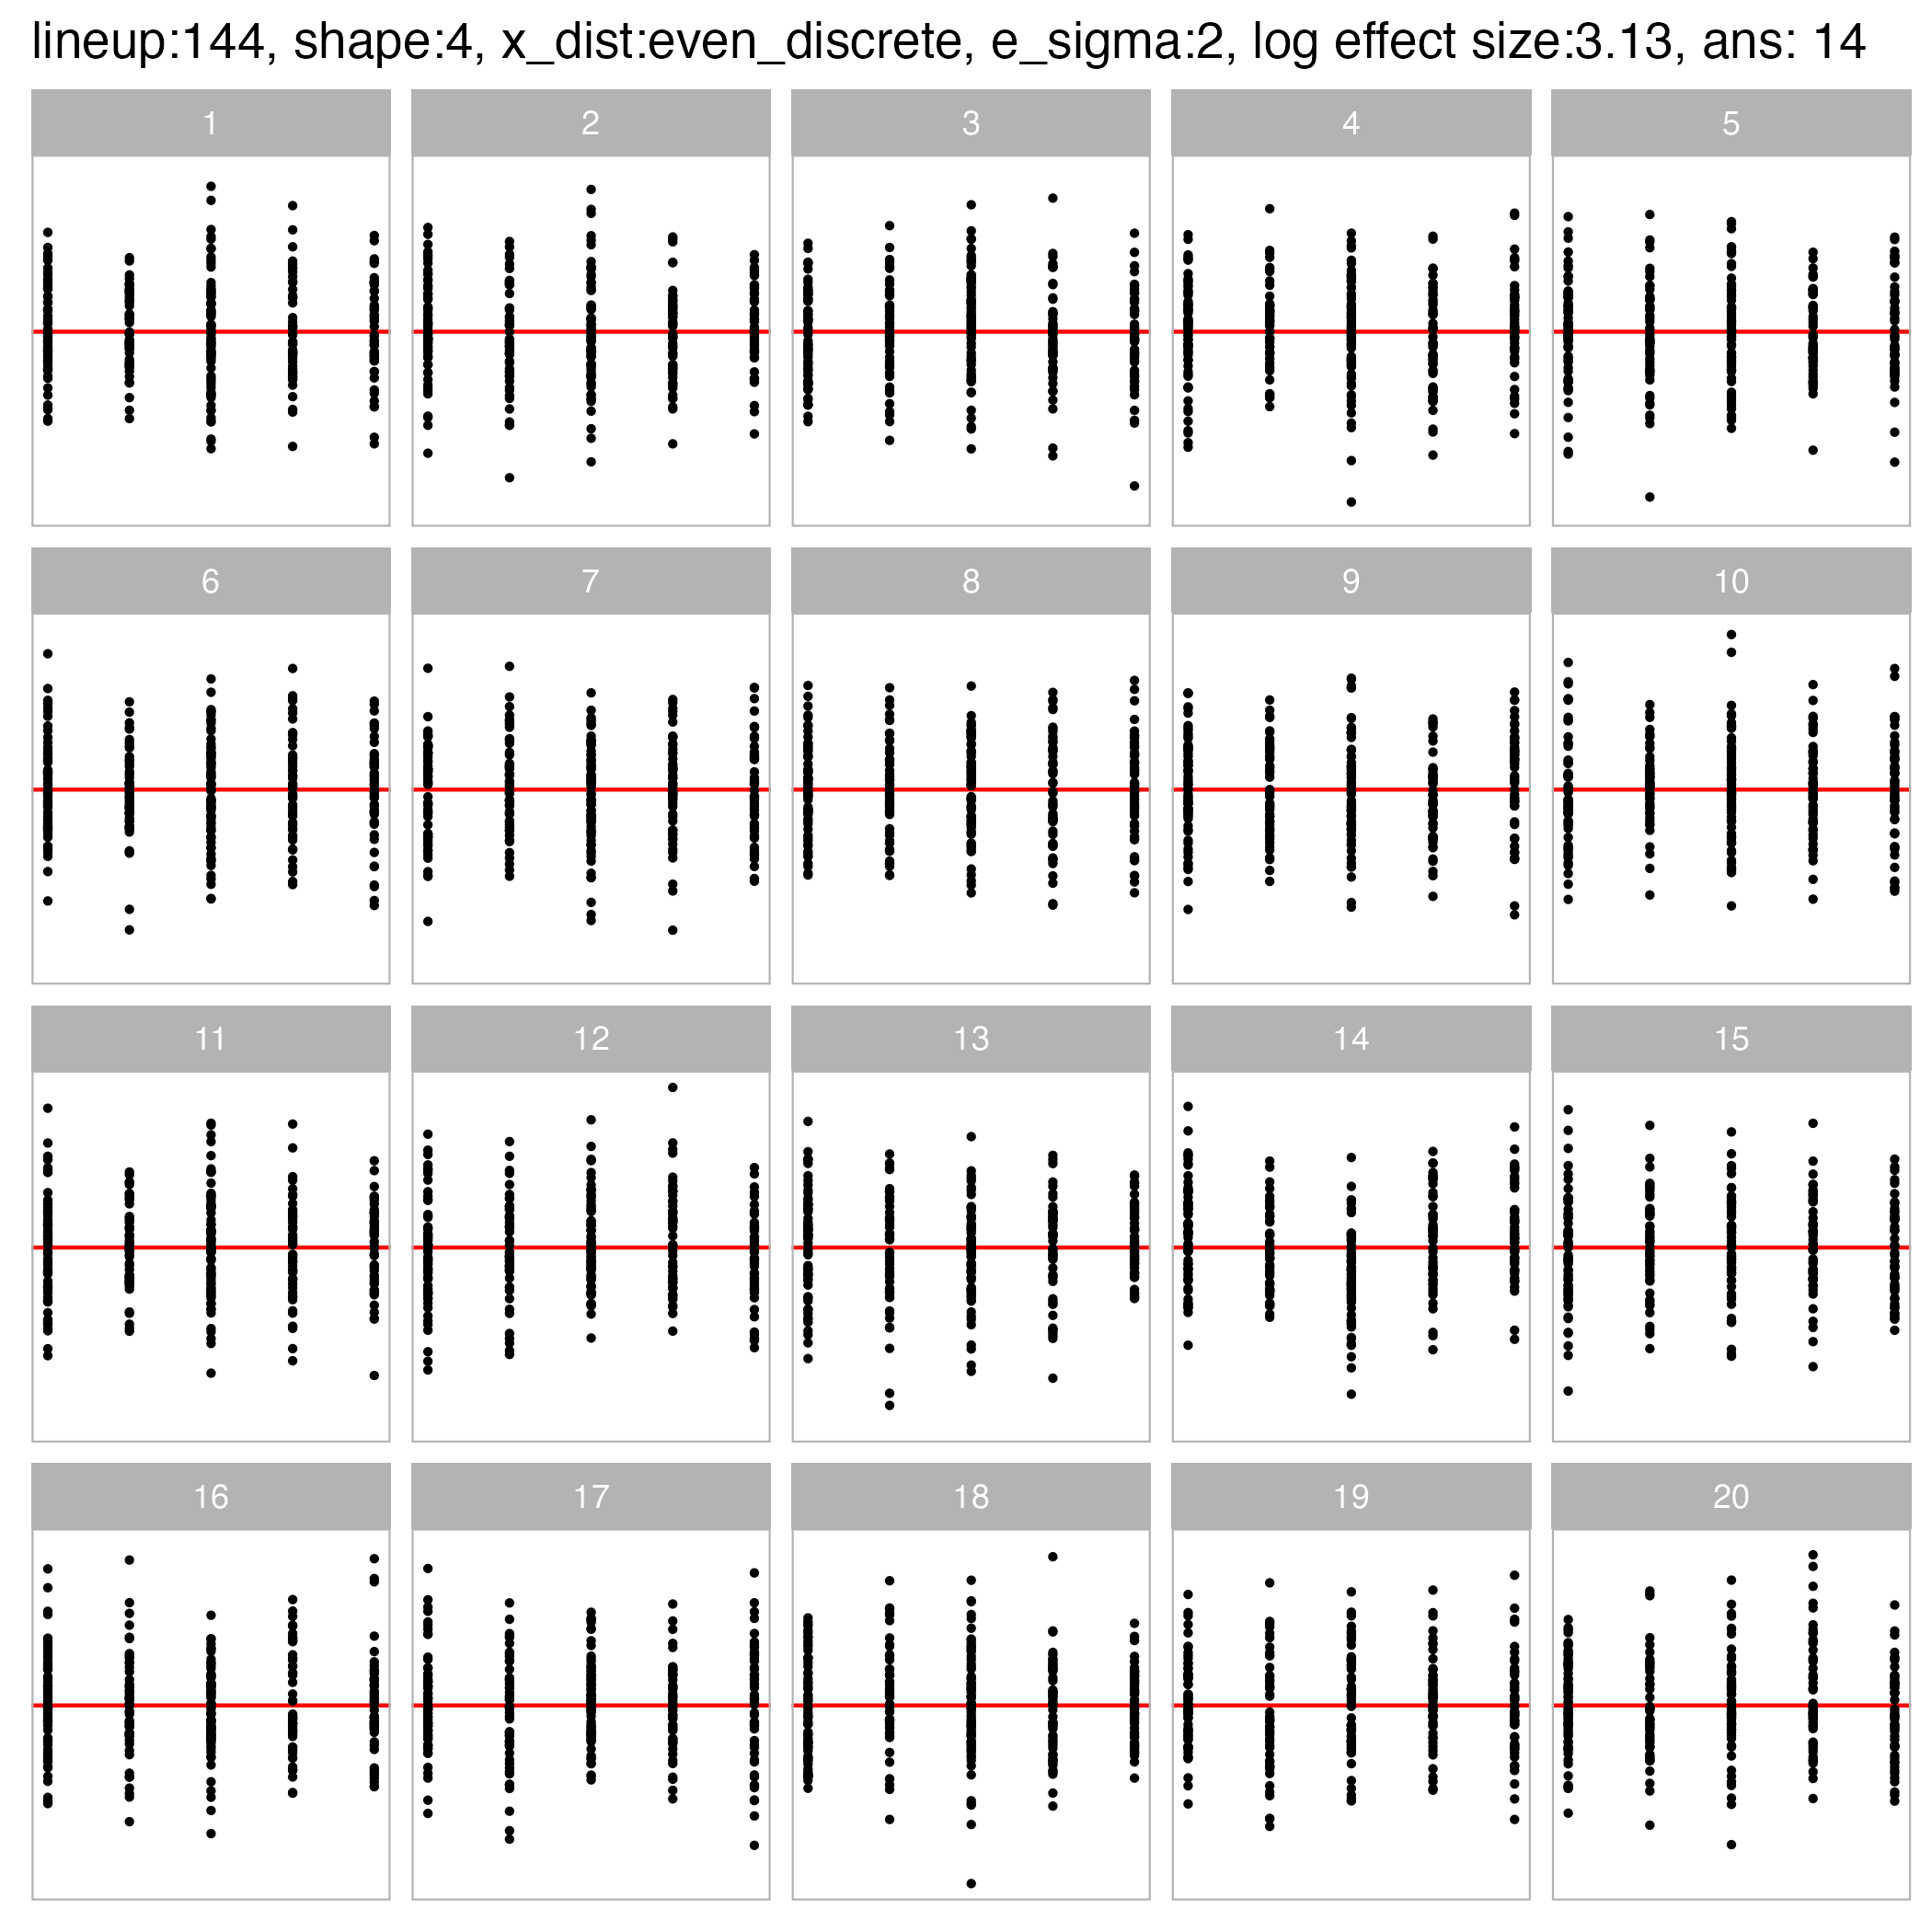 lineup:144, shape:4, x_dist:even_discrete, e_sigma:2, log effect size:3.13, ans: 14
1 2 3 4 5
6 7 8 9 10
11 12 13 14 15
16 17 18 19 20